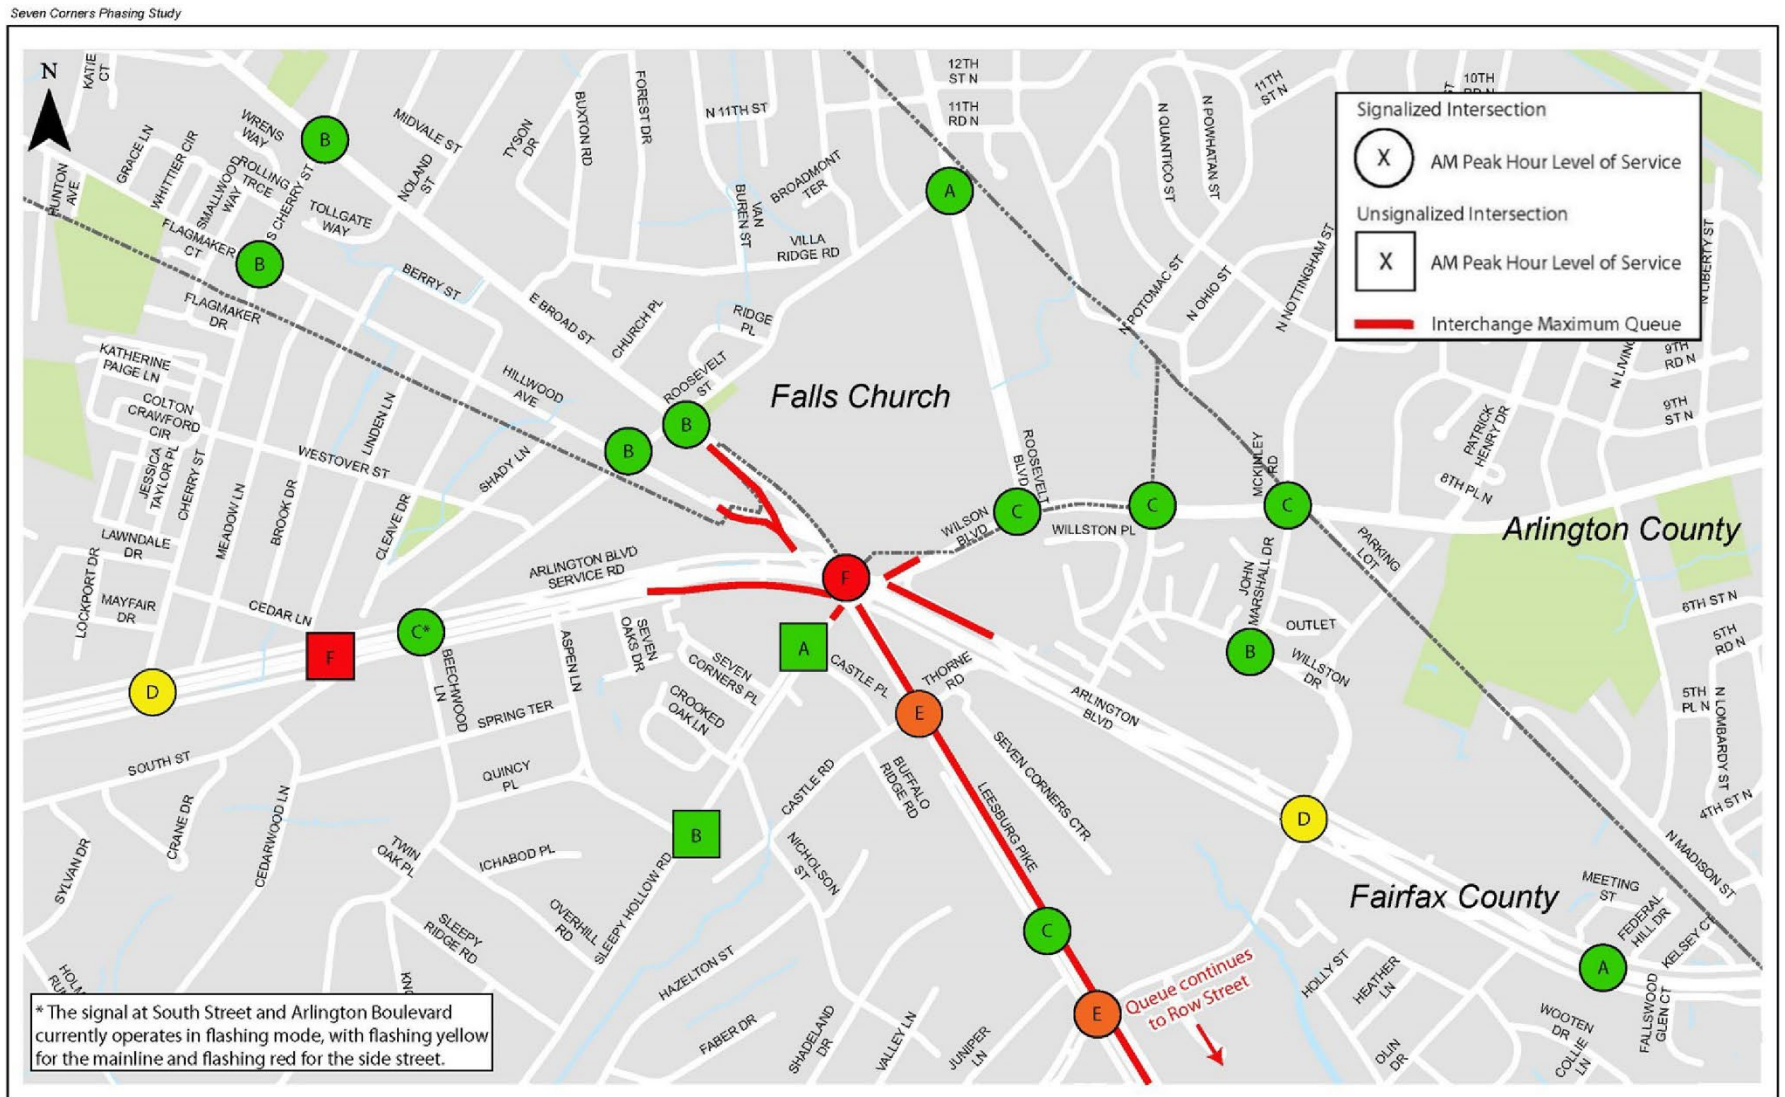 Seven Corners Phasing Study
N
KATIE
CT
WRENS
WAY
B
MIDVALE ST
TYSON
DR
BUXTON RD
FOREST DR
N 11TH ST
12TH
ST N
11TH
RD N
11TH
ST N
10TH
RD N
GRACE LN
WHITTIER CIR
SMALLWOOD
WAY
ROLLING
TRCE
S CHERRY ST
NOLAND
ST
TOLLGATE
WAY
HUNTON
AVE
FLAGMAKER
CT
B
VAN
BUREN ST
BROADMONT
TER
VILLA
RIDGE RD
A
N QUANTICO ST
N POWHATAN ST
Signalized Intersection
X
AM Peak Hour Level of Service
Unsignalized Intersection
X
AM Peak Hour Level of Service
Interchange Maximum Queue
N LIBERTY ST
FLAGMAKER
DR
BERRY ST
E BROAD ST
CHURCH PL
RIDGE
PL
N POTOMAC ST
N OHIO ST
N NOTTINGHAM ST
9TH
RD N
9TH
ST N
KATHERINE
PAIGE LN
COLTON
CRAWFORD
CIR
LINDEN LN
HILLWOOD
AVE
ROOSEVELT
ST
B
B
Falls Church
PATRICK
HENRY DR
8TH PL N
JESSICA
TAYLOR PL
CHERRY ST
WESTOVER ST
SHADY LN
ROOSEVELT
BLVD
MCKINLEY
RD
MEADOW LN
BROOK DR
CLEAVE DR
WILSON
BLVD
C
C
C
WILLSTON PL
Arlington County
PARKING
LOT
LAWNDALE
DR
LOCKPORT DR
MAYFAIR
DR
ARLINGTON BLVD
SERVICE RD
F
CEDAR LN
JOHN
MARSHALL DR
OUTLET
6TH ST N
5TH
RD N
F
C*
D
BEECHWOOD
LN
ASPEN LN
SEVEN
OAKS DR
SEVEN
CORNERS PL
CROOKED
OAK LN
A
CASTLE PL
THORNE
RD
E
ARLINGTON
BLVD
B
WILLSTON
DR
5TH
PL N
N LOMBARDY ST
SPRING TER
SOUTH ST
QUINCY
PL
CASTLE RD
BUFFALO
RIDGE RD
LEESBURG PIKE
SEVEN CORNERS CTR
D
4TH ST N
N MADISON ST
SYLVAN DR
CRANE DR
CEDARWOOD LN
TWIN
OAK PL
ICHABOD PL
B
SLEEPY HOLLOW RD
NICHOLSON
ST
Fairfax County
MEETING
ST
FEDERAL
HILL DR
SLEEPY
RIDGE RD
OVERHILL
RD
C
HAZELTON ST
E
Queue continues
to Row Street
HOLLY ST
HEATHER
LN
A
FALLSWOOD
GLEN CT
WOOTEN
DR
COLLIE
LN
OLIN
DR
FABER DR
SHADELAND
DR
VALLEY LN
JUNIPER
LN
* The signal at South Street and Arlington Boulevard
currently operates in flashing mode, with flashing yellow
for the mainline and flashing red for the side street.